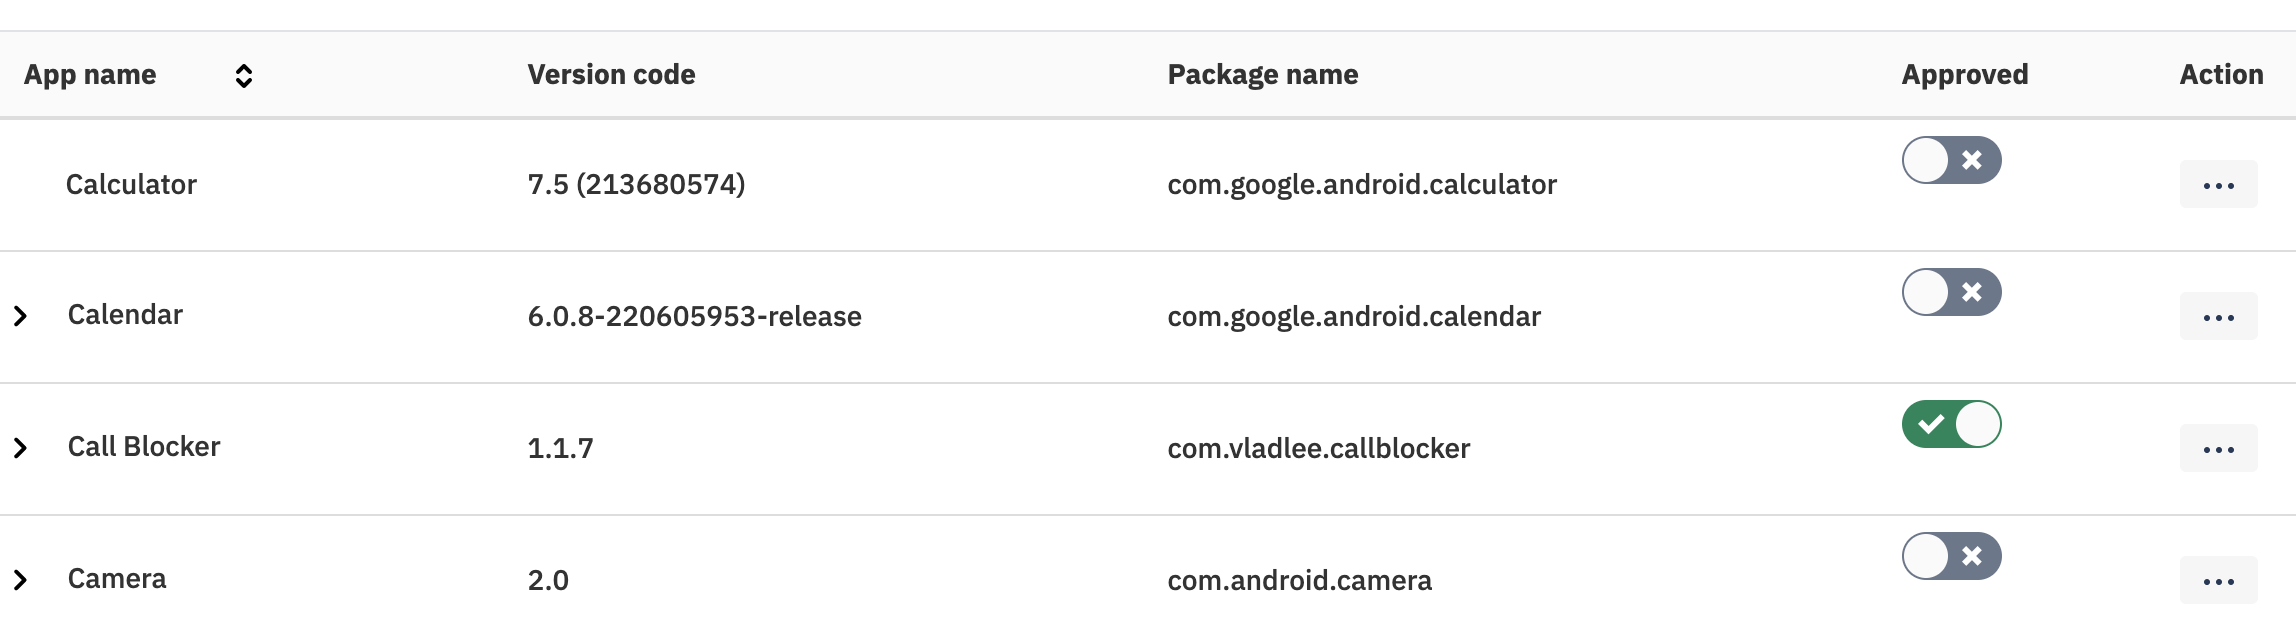 App name Version code Package name Approved Action
Calculator 7.5 (213680574) com.google.android.calculator
Calendar 6.0.8-220605953-release com.google.android.calendar
Call Blocker 1.1.7 com.vladlee.callblocker
Camera 2.0 com.android.camera